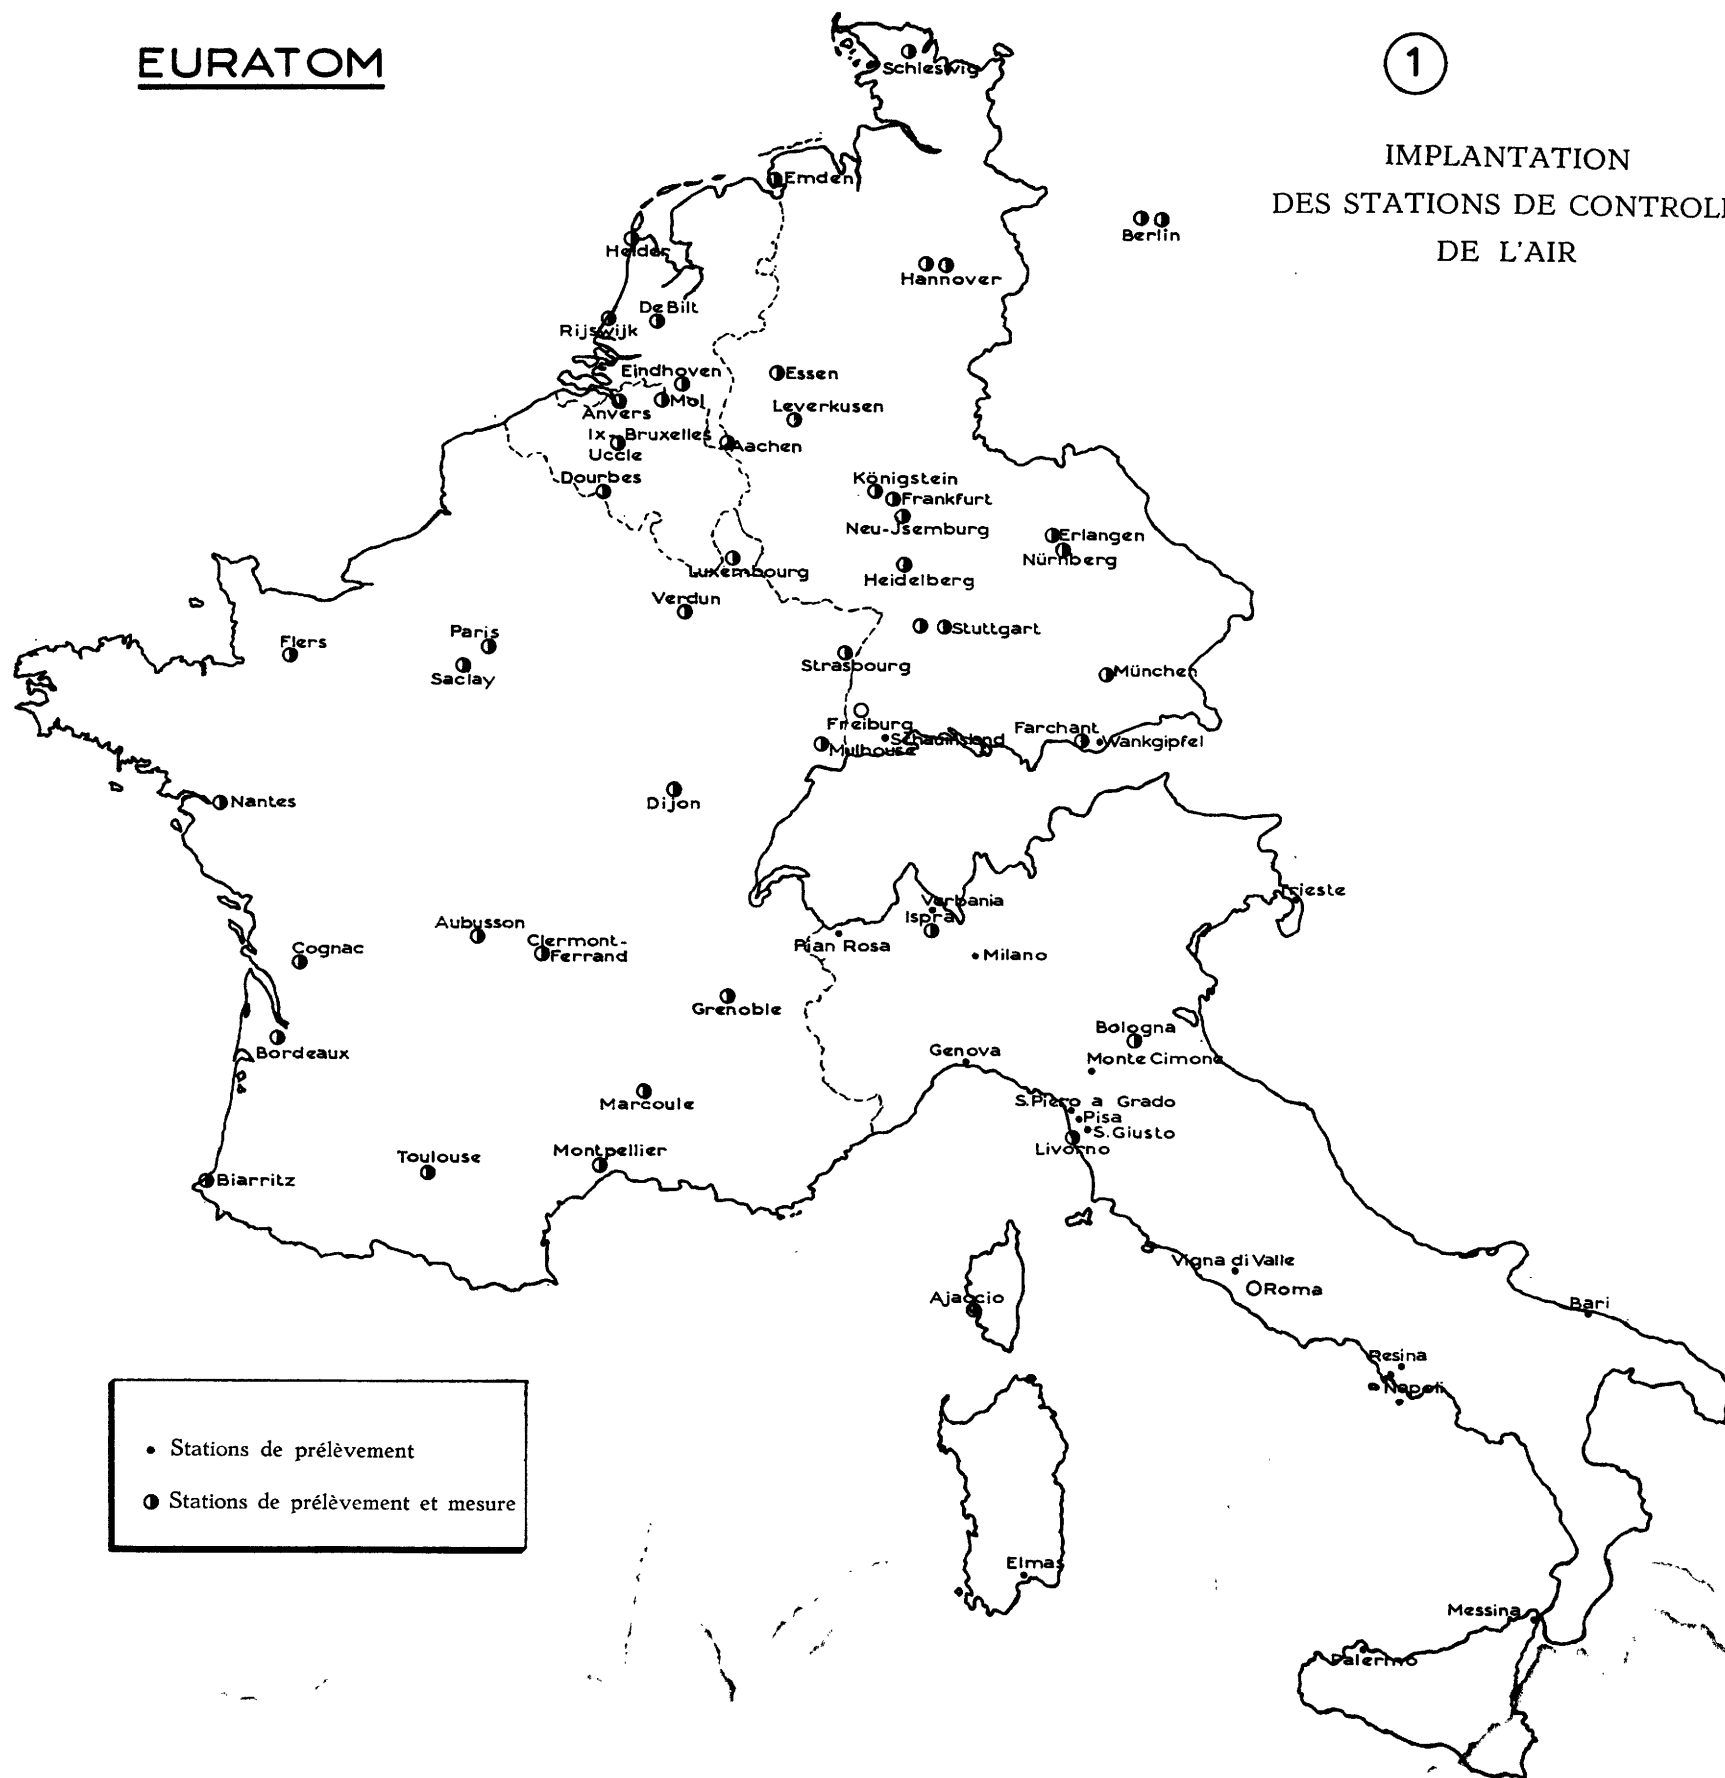 EURATOM
1
IMPLANTATION
DES STATIONS DE CONTROLE
DE L'AIR
Schleswig
Emden
Berlin
Helder
Hannover
De Bilt
Rijswijk
Eindhoven
Essen
Mol
Anvers
Leverkusen
Ix-Bruxelles
Uccle
Aachen
Dourbes
Königstein
Frankfurt
Neu-Jsemburg
Erlangen
Nürnberg
Luxembourg
Heidelberg
Verdun
Flers
Paris
Stuttgart
Strasbourg
Saclay
München
Freiburg
Farchant
Schauinsland
Wankgipfel
Mulhouse
Nantes
Dijon
Trieste
Verbania
Ispra
Aubusson
Clermont-
Ferrand
Cognac
Pian Rosa
Milano
Grenoble
Bologna
Bordeaux
Genova
Monte Cimone
Marcoule
S.Piero a Grado
Pisa
S.Giusto
Livorno
Montpellier
Toulouse
Biarritz
Vigna di Valle
Roma
Ajaccio
Bari
Resina
Napoli
Stations de prélèvement
Stations de prélèvement et mesure
Elmas
Messina
Palermo